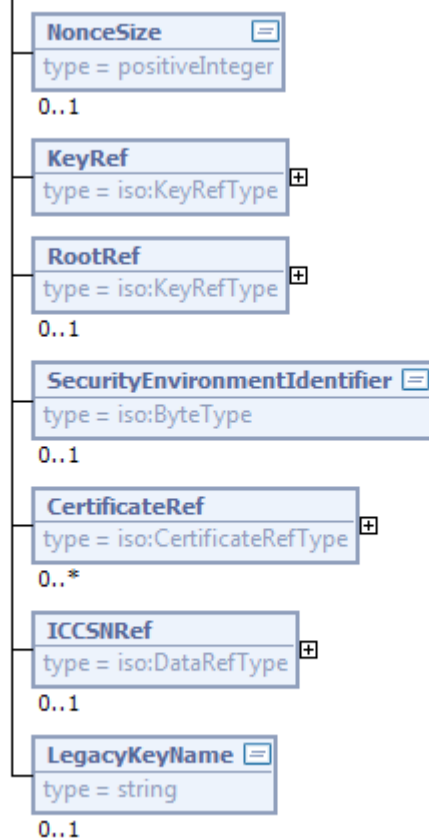 NonceSize
type = positiveInteger
0..1
KeyRef
type = iso:KeyRefType
RootRef
type = iso:KeyRefType
0..1
SecurityEnvironmentIdentifier
type = iso:ByteType
0..1
CertificateRef
type = iso:CertificateRefType
0..*
ICCSNRef
type = iso:DataRefType
0..1
LegacyKeyName
type = string
0..1